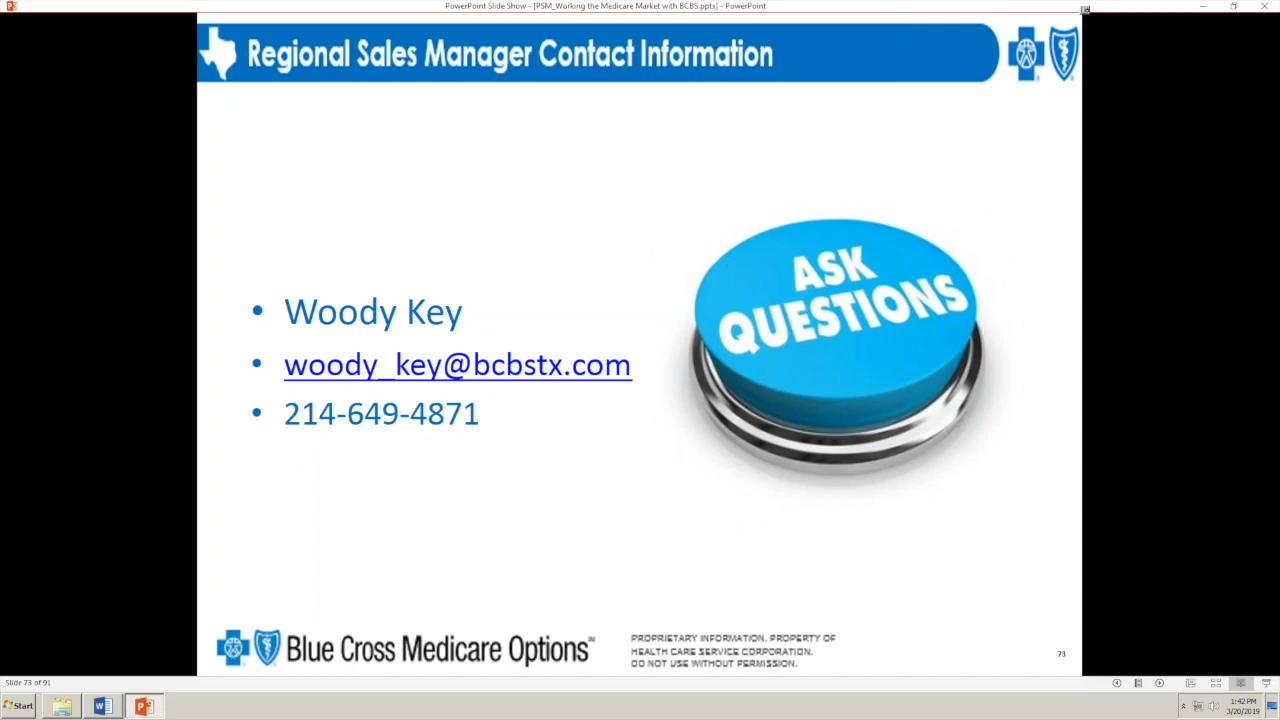 PowerPoint Slide Show - [PSM_Working the Medicare Market with BCBS.pptx] - PowerPoint
Regional Sales Manager Contact Information
ASK
QUESTIONS
• Woody Key
• woody_key@bcbstx.com
• 214-649-4871
Blue Cross Medicare Options℠
PROPRIETARY INFORMATION. PROPERTY OF
HEALTH CARE SERVICE CORPORATION.
DO NOT USE WITHOUT PERMISSION.
73
Slide 73 of 91
Start
1:42 PM
3/20/2019